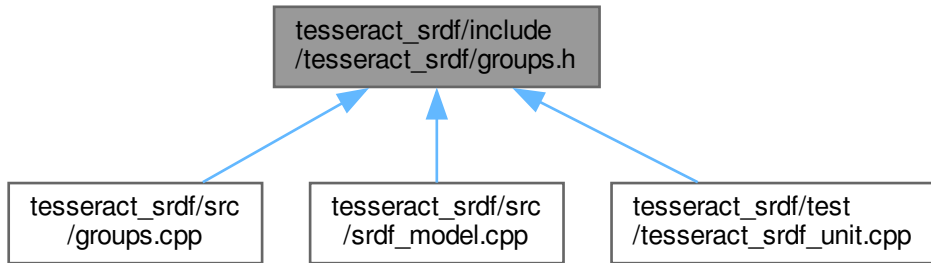 tesseract_srdf/include
/tesseract_srdf/groups.h
tesseract_srdf/src
/groups.cpp
tesseract_srdf/src
/srdf_model.cpp
tesseract_srdf/test
/tesseract_srdf_unit.cpp